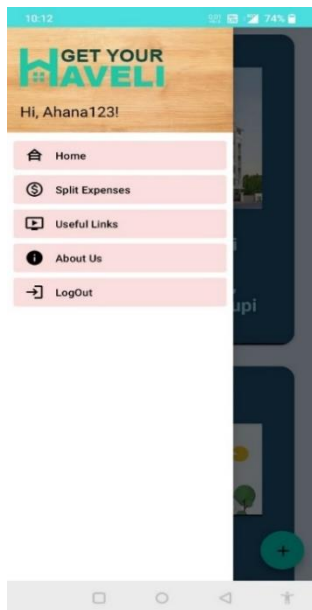 10:12
74%
GET YOUR
HAVELI
Hi, Ahana123!
Home
Split Expenses
Useful Links
About Us
LogOut
i
upi
+